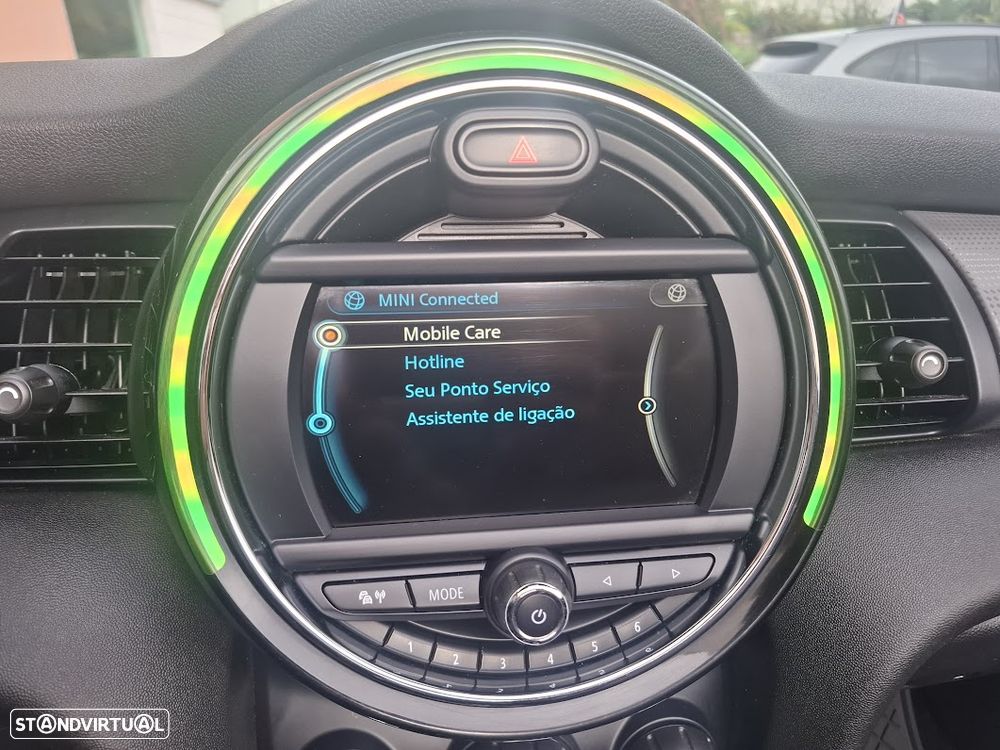 MINI Connected
Mobile Care
Hotline
Seu Ponto Serviço
Assistente de ligação
MODE
1 2 3 4 5 6
STANDVIRTUAL